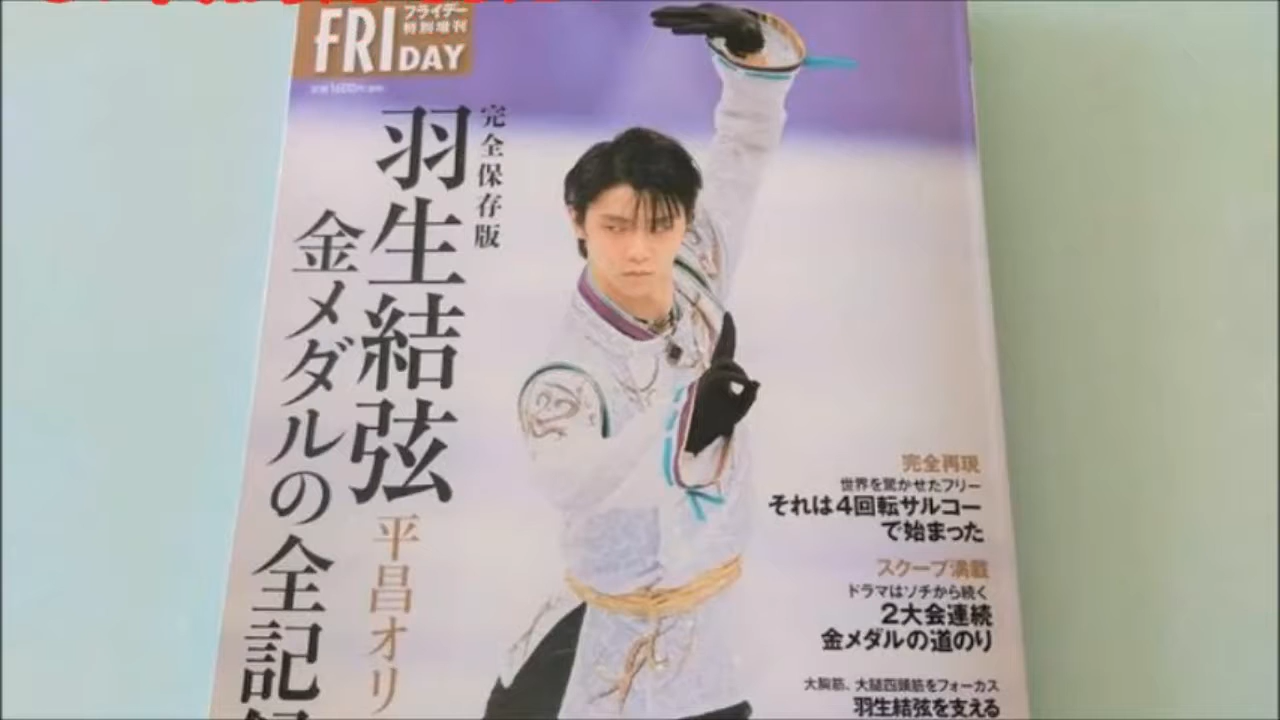 FRIDAY
フライデー
特別増刊
完全保存版
羽生結弦
金メダルの全記
平昌オリ
完全再現
世界を驚かせたフリー
それは4回転サルコー
で始まった
スクープ満載
ドラマはソチから続く
2大会連続
金メダルの道のり
大胸筋、大腿四頭筋をフォーカス
羽生結弦を支える